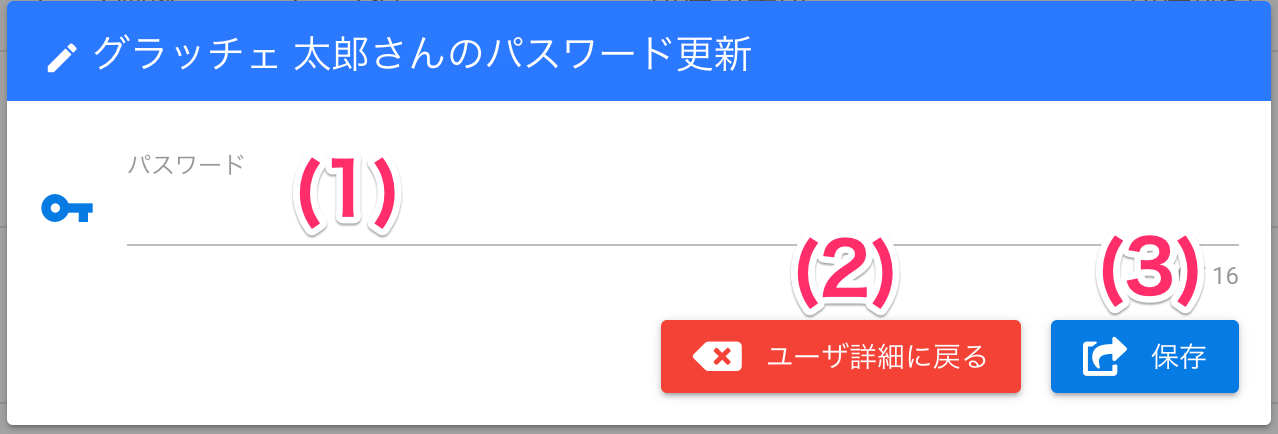 グラッチェ 太郎さんのパスワード更新
パスワード
(1)
(2)
(3)
16
ユーザ詳細に戻る
保存